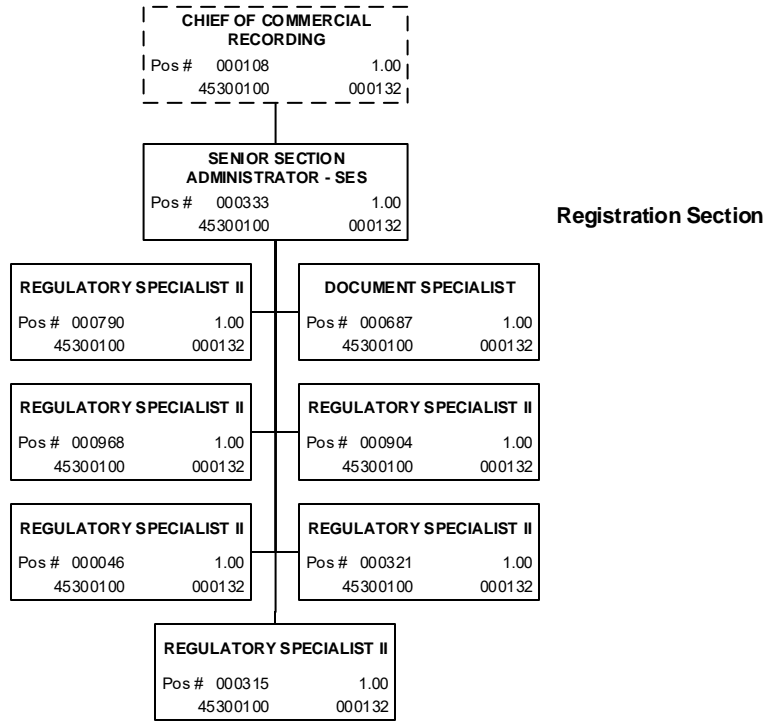 CHIEF OF COMMERCIAL
RECORDING
Pos # 000108 1.00
45300100 000132
SENIOR SECTION
ADMINISTRATOR - SES
Pos # 000333 1.00
45300100 000132
Registration Section
REGULATORY SPECIALIST II
Pos # 000790 1.00
45300100 000132
DOCUMENT SPECIALIST
Pos # 000687 1.00
45300100 000132
REGULATORY SPECIALIST II
Pos # 000968 1.00
45300100 000132
REGULATORY SPECIALIST II
Pos # 000904 1.00
45300100 000132
REGULATORY SPECIALIST II
Pos # 000046 1.00
45300100 000132
REGULATORY SPECIALIST II
Pos # 000321 1.00
45300100 000132
REGULATORY SPECIALIST II
Pos # 000315 1.00
45300100 000132